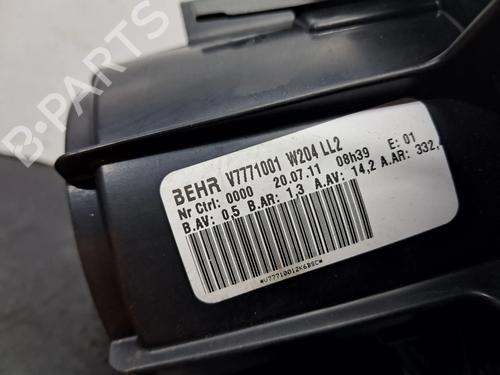 B-PARTS
BEHR V7771001 W204 LL2
Nr Ctrl: 0000 20.07.11 08h39 E: 01
B.AV: 0,5 B.AR: 1,3 A.AV: 14,2 A.AR: 332,